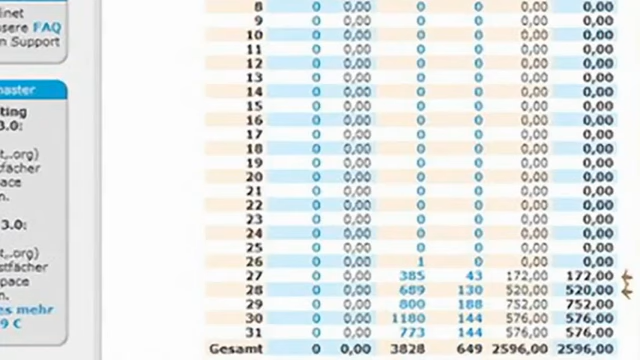 inet
nsere FAQ
n Support
master
ting
3.0:
t,.org)
stfächer
pace
n.
3.0:
t,.org)
stfächer
pace
es mehr
9 €
8 0 0,00 0 0 0,00 0,00
9 0 0,00 0 0 0,00 0,00
10 0 0,00 0 0 0,00 0,00
11 0 0,00 0 0 0,00 0,00
12 0 0,00 0 0 0,00 0,00
13 0 0,00 0 0 0,00 0,00
14 0 0,00 0 0 0,00 0,00
15 0 0,00 0 0 0,00 0,00
16 0 0,00 0 0 0,00 0,00
17 0 0,00 0 0 0,00 0,00
18 0 0,00 0 0 0,00 0,00
19 0 0,00 0 0 0,00 0,00
20 0 0,00 0 0 0,00 0,00
21 0 0,00 0 0 0,00 0,00
22 0 0,00 0 0 0,00 0,00
23 0 0,00 0 0 0,00 0,00
24 0 0,00 0 0 0,00 0,00
25 0 0,00 0 0 0,00 0,00
26 0 0,00 1 0 0,00 0,00
27 0 0,00 385 43 172,00 172,00
28 0 0,00 689 130 520,00 520,00
29 0 0,00 800 188 752,00 752,00
30 0 0,00 1180 144 576,00 576,00
31 0 0,00 773 144 576,00 576,00
Gesamt 0 0,00 3828 649 2596,00 2596,00